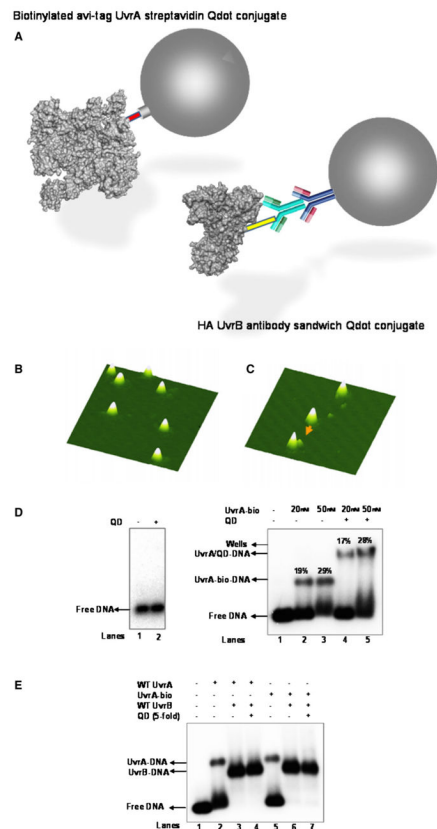 Biotinylated avi-tag UvrA streptavidin Qdot conjugate
A
HA UvrB antibody sandwich Qdot conjugate
B
C
D
QD - +
Free DNA
Lanes 1 2
UvrA-bio - 20nM 50nM 20nM 50nM
QD - - - + +
Wells
UvrA/QD-DNA
17% 28%
UvrA-bio-DNA
19% 29%
Free DNA
Lanes 1 2 3 4 5
E
WT UvrA - + + + - - -
UvrA-bio - - - - + + +
WT UvrB - - + + - + +
QD (5-fold) - - - + - - +
UvrA-DNA
UvrB-DNA
Free DNA
Lanes 1 2 3 4 5 6 7